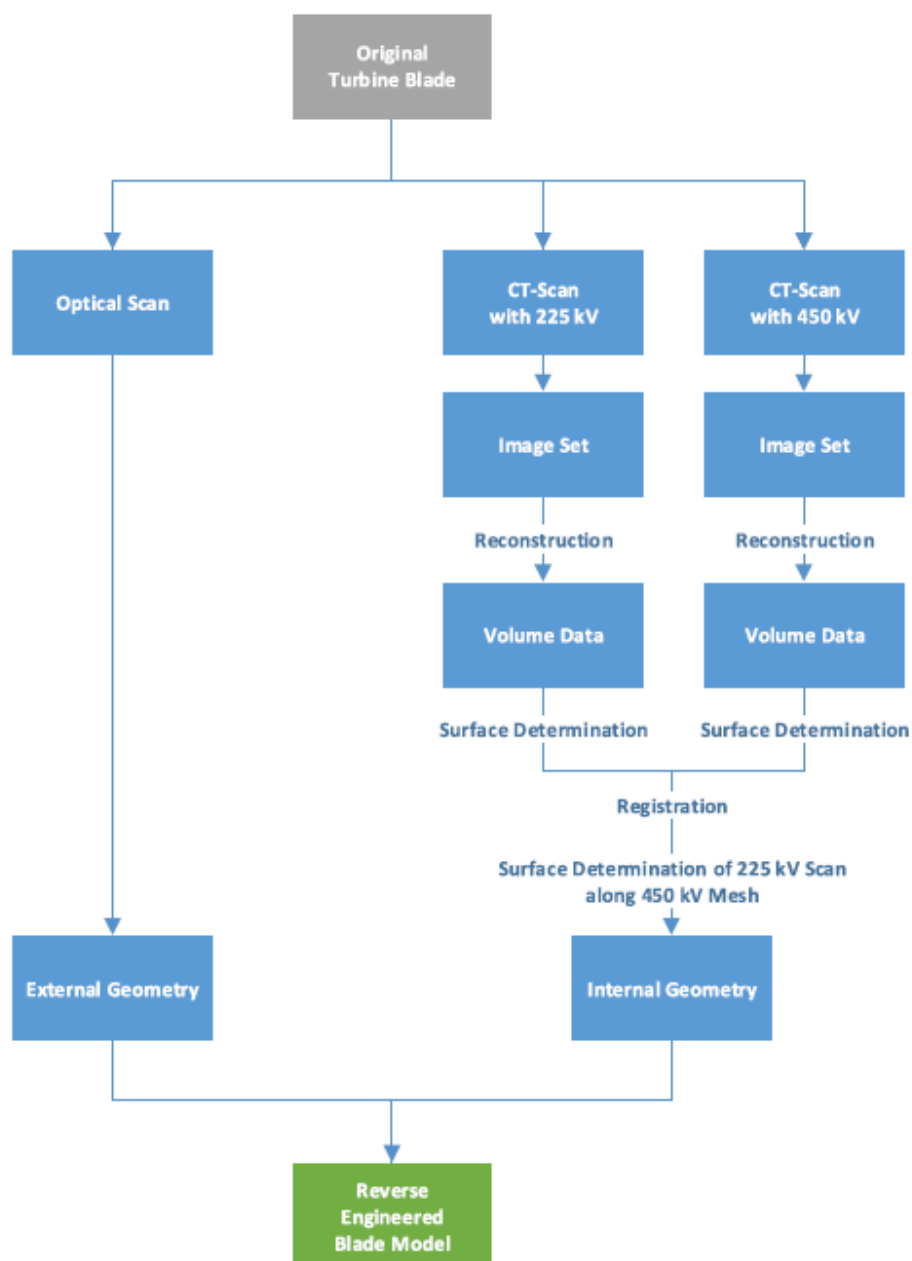 Original
Turbine Blade
Optical Scan
CT-Scan
with 225 kV
CT-Scan
with 450 kV
Image Set
Image Set
Reconstruction
Reconstruction
Volume Data
Volume Data
Surface Determination
Surface Determination
Registration
Surface Determination of 225 kV Scan
along 450 kV Mesh
External Geometry
Internal Geometry
Reverse
Engineered
Blade Model